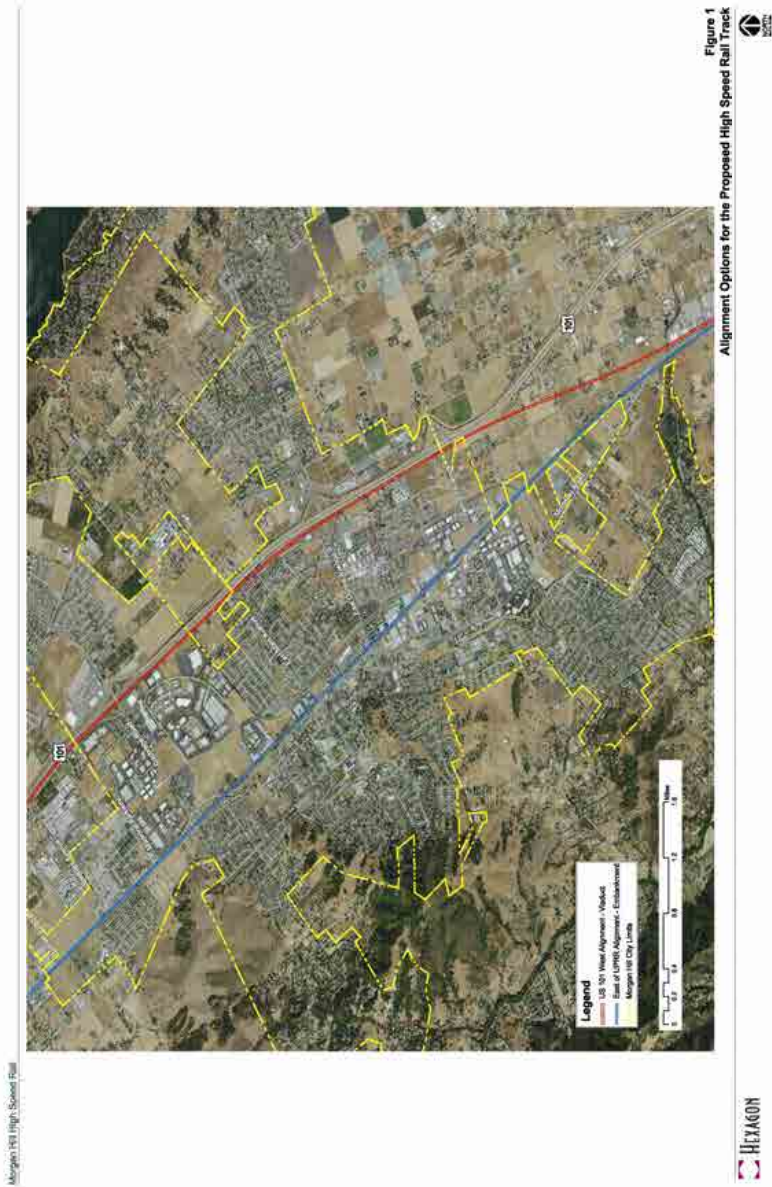 Morgan Hill High Speed Rail
101
101
Legend
US 101 West Alignment - Viaduct
East of UPRR Alignment - Embankment
Morgan Hill City Limits
0 0.2 0.4 0.8 1.2 1.6
Miles
HEXAGON
Figure 1
Alignment Options for the Proposed High Speed Rail Track
NORTH